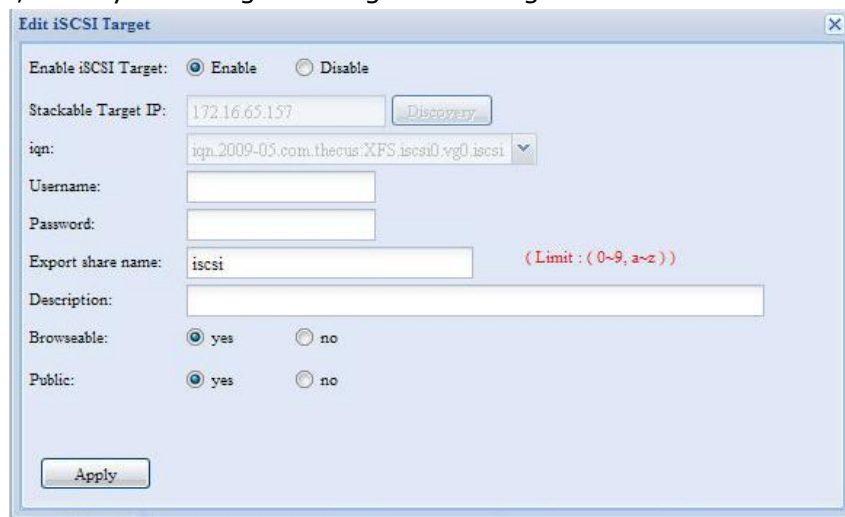 Edit iSCSI Target
Enable iSCSI Target: Enable Disable
Stackable Target IP: 172.16.65.157 Discovery
iqn: iqn.2009-05.com.thecus:XFS.iscsi0.vg0.iscsi
Username:
Password:
Export share name: iscsi ( Limit : ( 0~9, a~z ) )
Description:
Browseable: yes no
Public: yes no
Apply